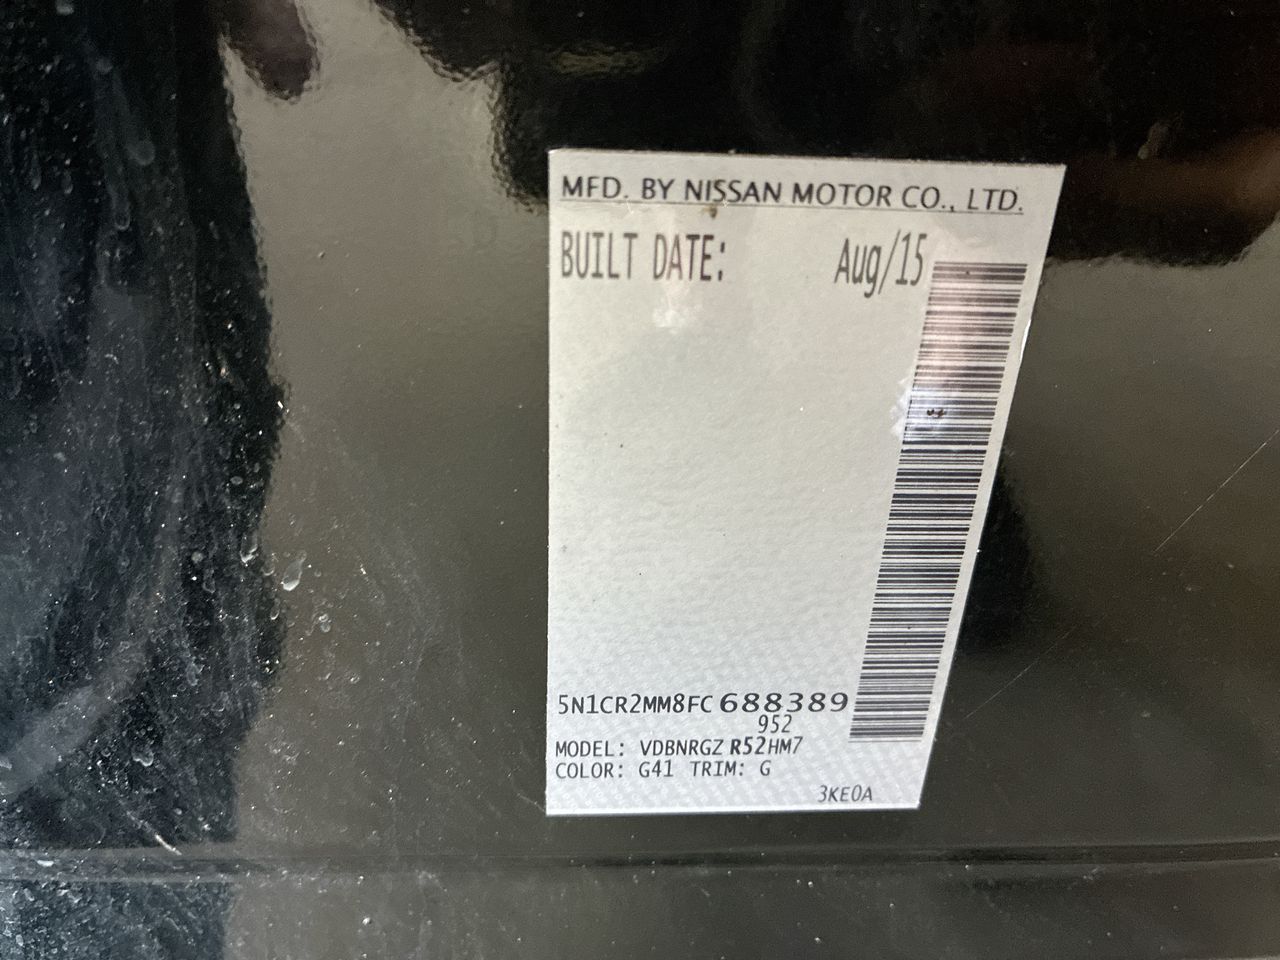 MFD. BY NISSAN MOTOR CO., LTD.
BUILT DATE: Aug/15
5N1CR2MM8FC688389
952
MODEL: VDBNRGZ R52HM7
COLOR: G41 TRIM: G
3KE0A